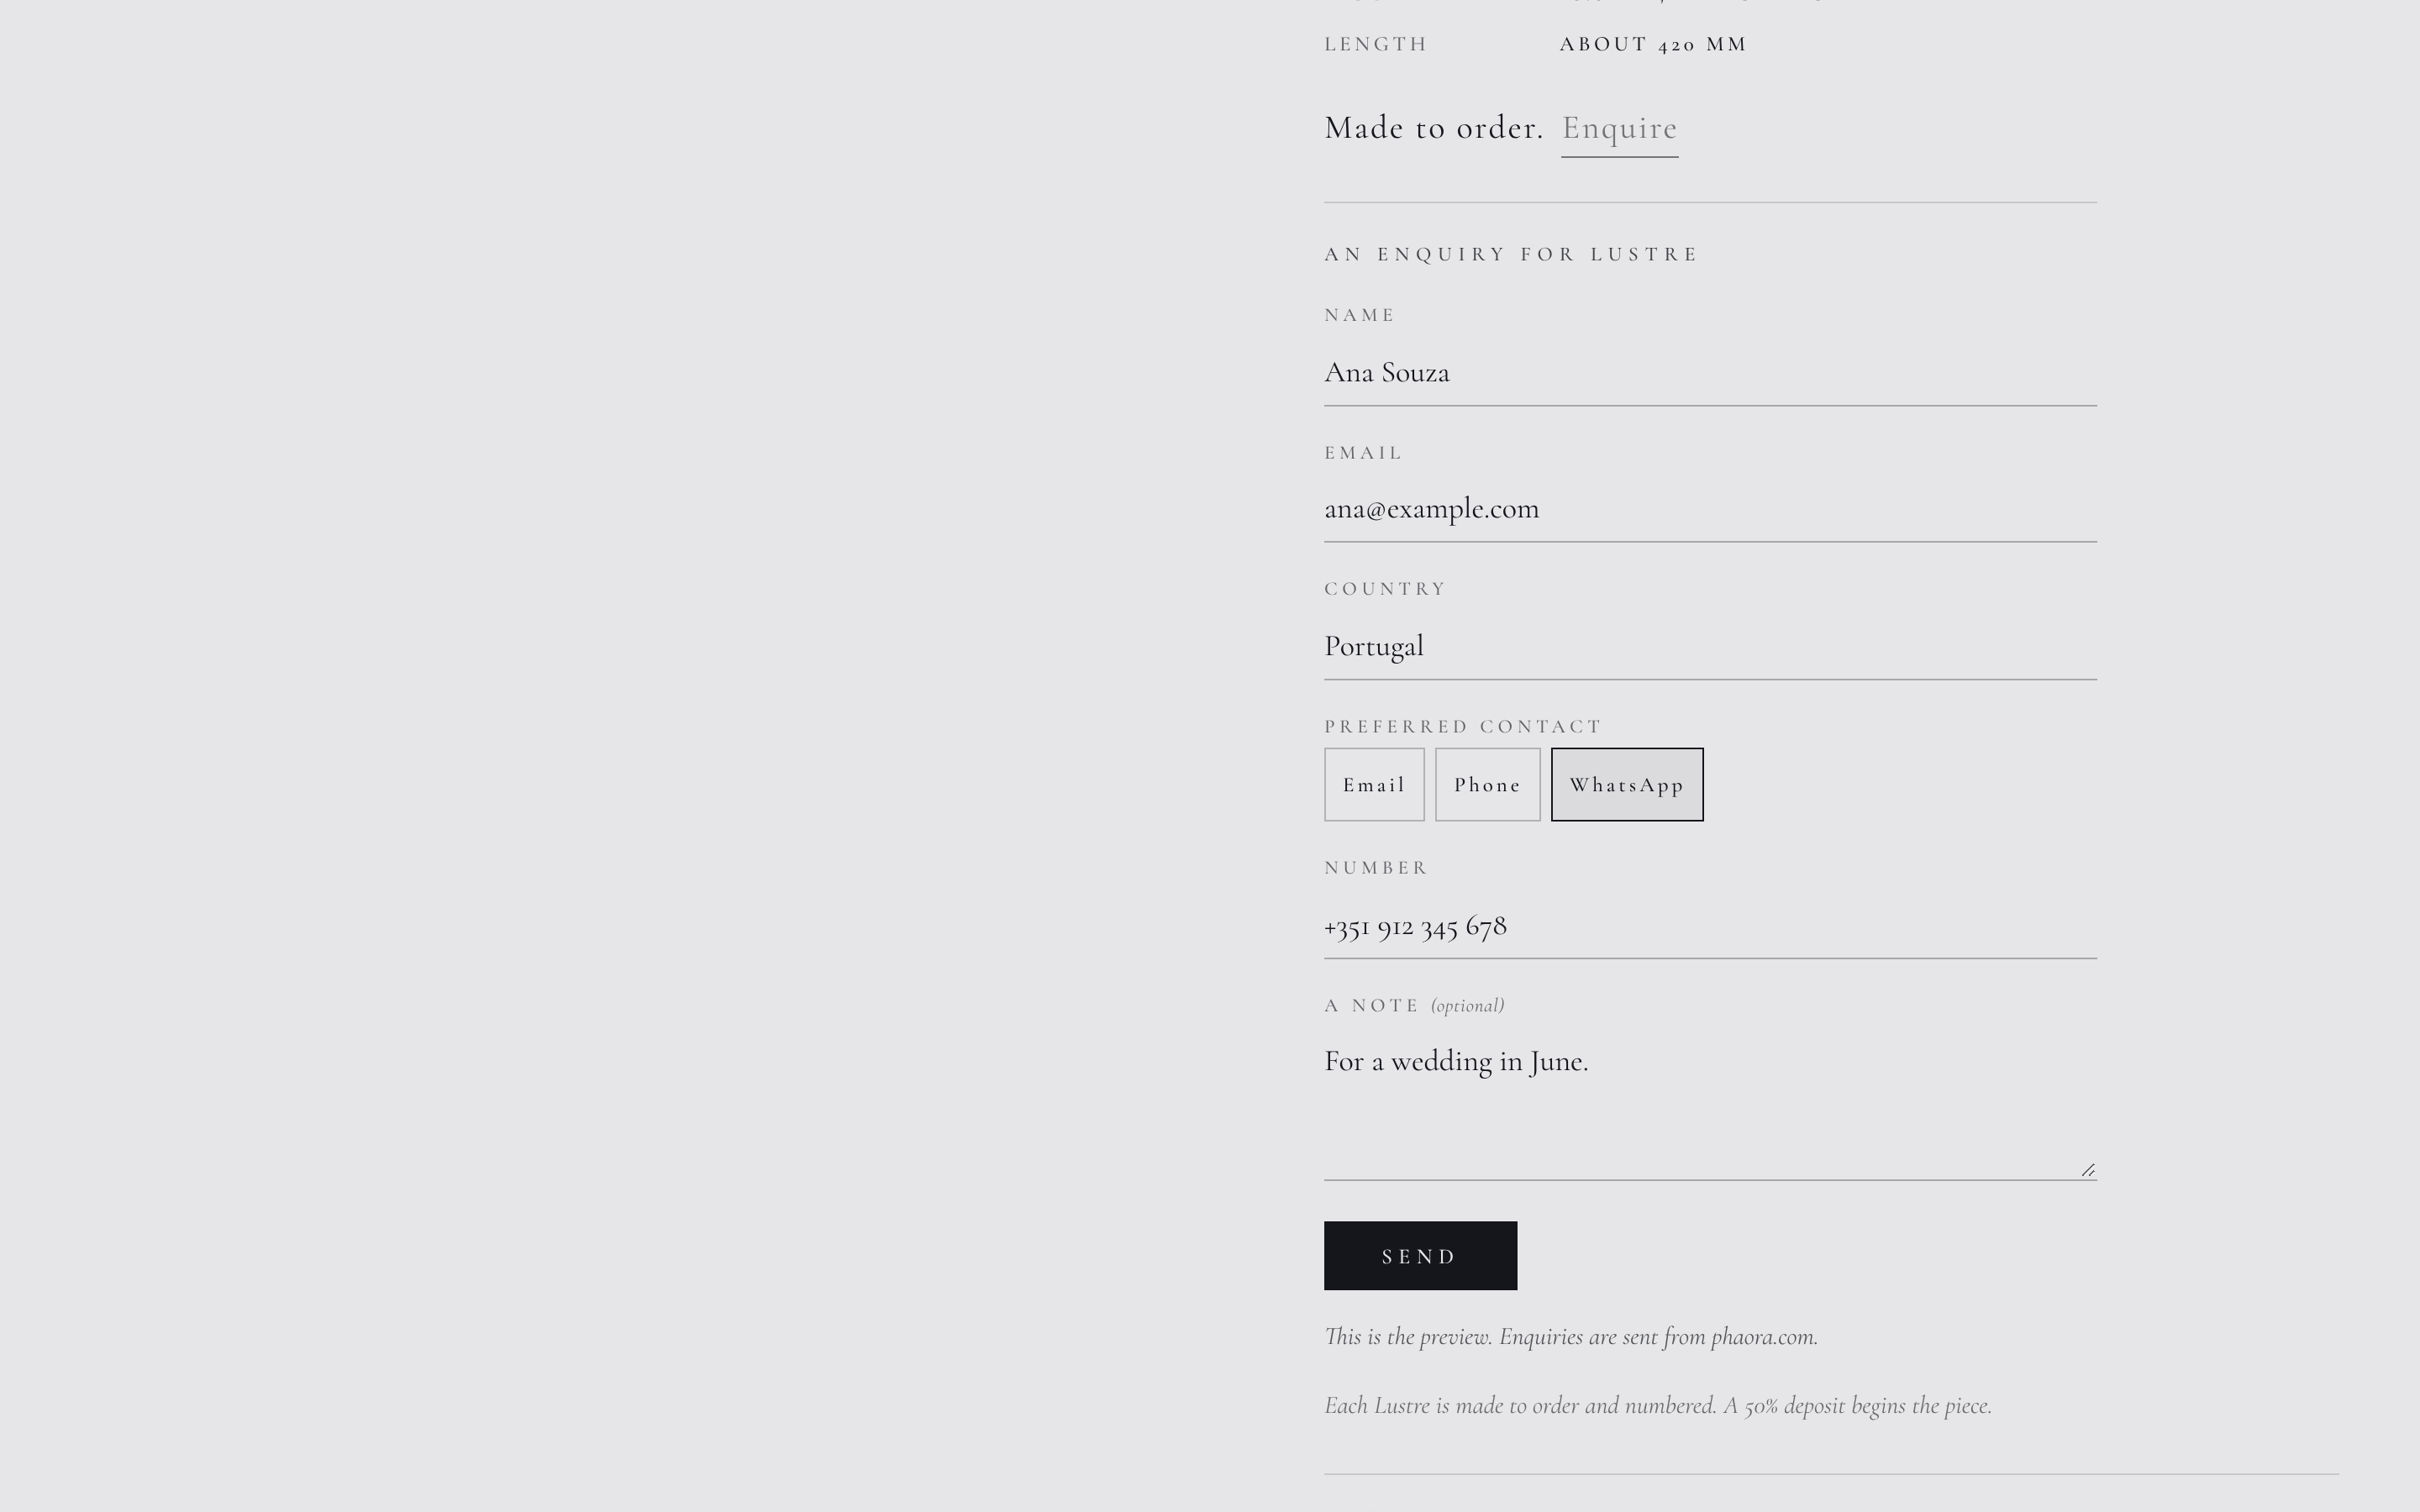 LENGTH ABOUT 420 MM
Made to order. Enquire
AN ENQUIRY FOR LUSTRE
NAME
Ana Souza
EMAIL
ana@example.com
COUNTRY
Portugal
PREFERRED CONTACT
Email Phone WhatsApp
NUMBER
+351 912 345 678
A NOTE (optional)
For a wedding in June.
SEND
This is the preview. Enquiries are sent from phaora.com.
Each Lustre is made to order and numbered. A 50% deposit begins the piece.